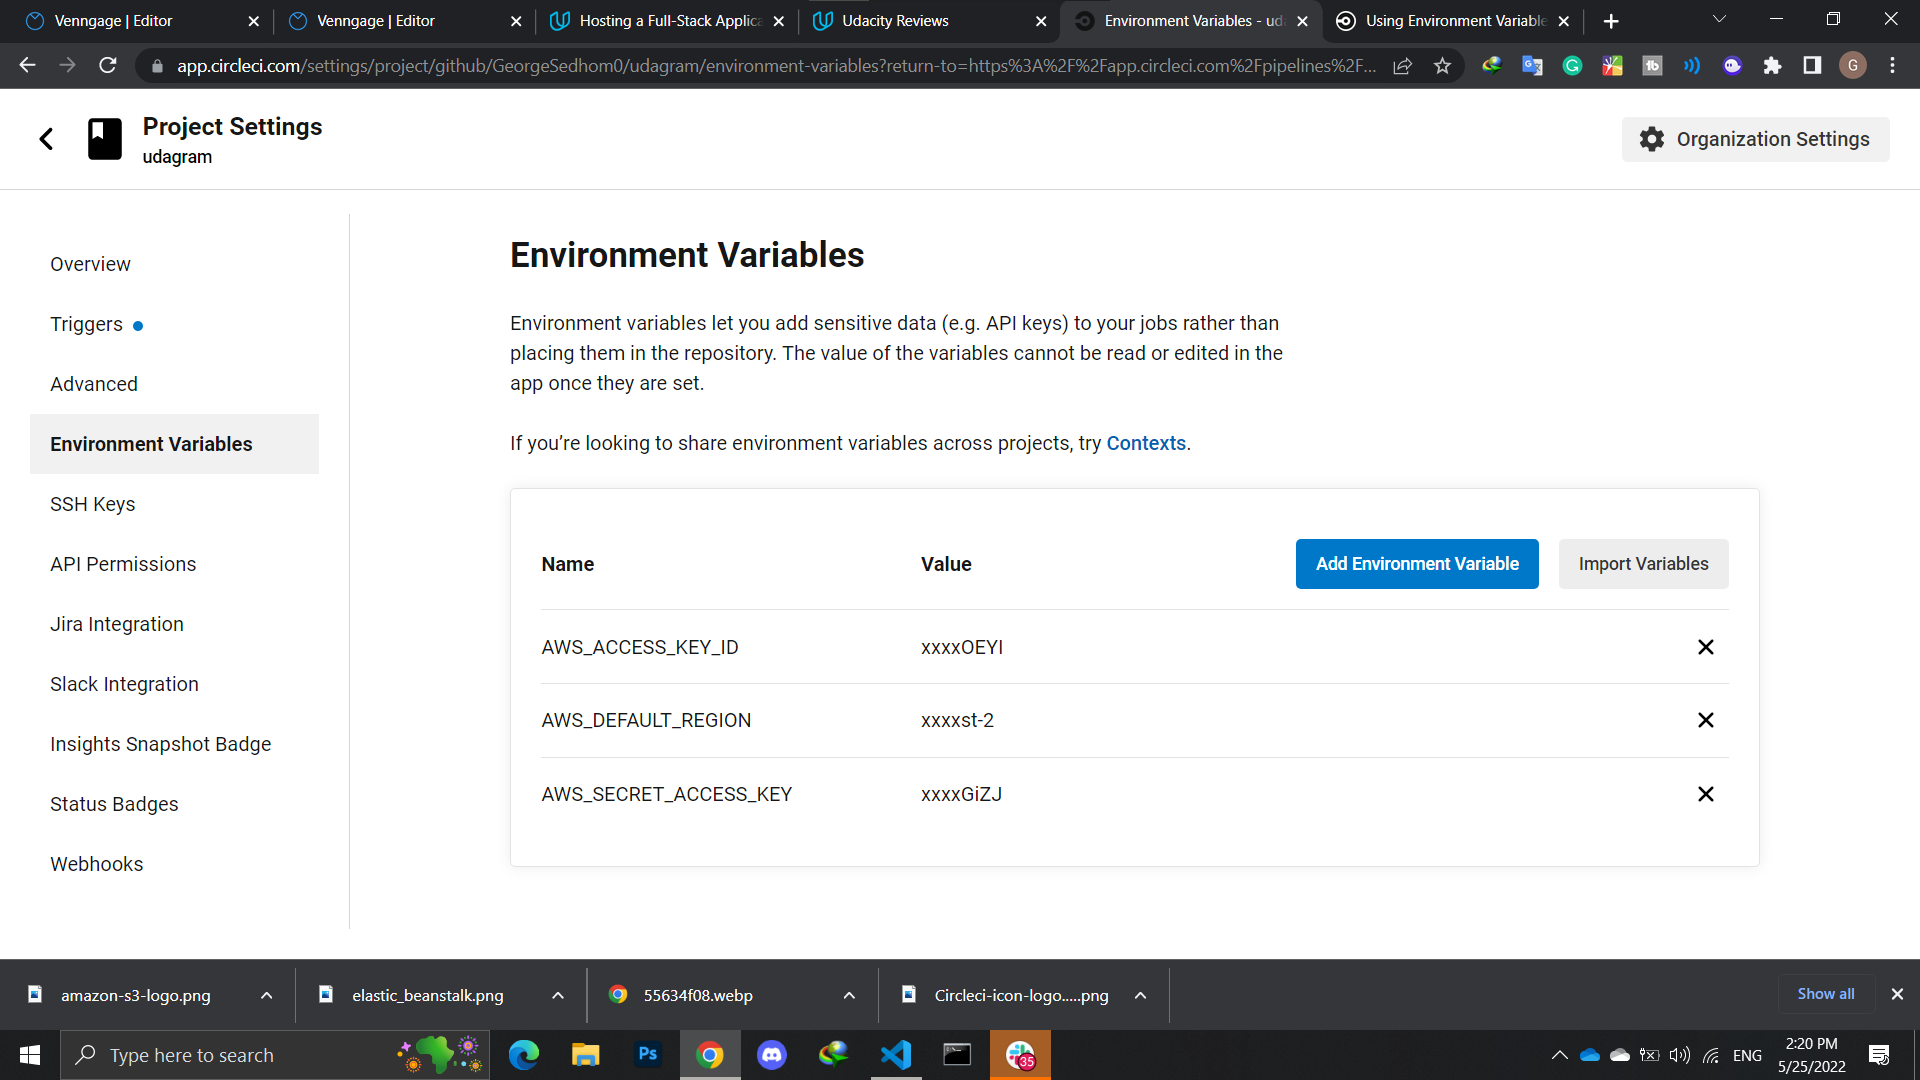 Venngage | Editor
Venngage | Editor
Hosting a Full-Stack Applica
Udacity Reviews
Environment Variables - uda
Using Environment Variable
app.circleci.com/settings/project/github/GeorgeSedhom0/udagram/environment-variables?return-to=https%3A%2F%2Fapp.circleci.com%2Fpipelines%2F...
G
Project Settings
udagram
Organization Settings
Overview
Triggers
Advanced
Environment Variables
SSH Keys
API Permissions
Jira Integration
Slack Integration
Insights Snapshot Badge
Status Badges
Webhooks
Environment Variables
Environment variables let you add sensitive data (e.g. API keys) to your jobs rather than
placing them in the repository. The value of the variables cannot be read or edited in the
app once they are set.
If you’re looking to share environment variables across projects, try Contexts.
Name
Value
Add Environment Variable
Import Variables
AWS_ACCESS_KEY_ID
xxxxOEYI
AWS_DEFAULT_REGION
xxxxst-2
AWS_SECRET_ACCESS_KEY
xxxxGiZJ
amazon-s3-logo.png
elastic_beanstalk.png
55634f08.webp
Circleci-icon-logo.....png
Show all
Type here to search
Ps
35
ENG
2:20 PM
5/25/2022